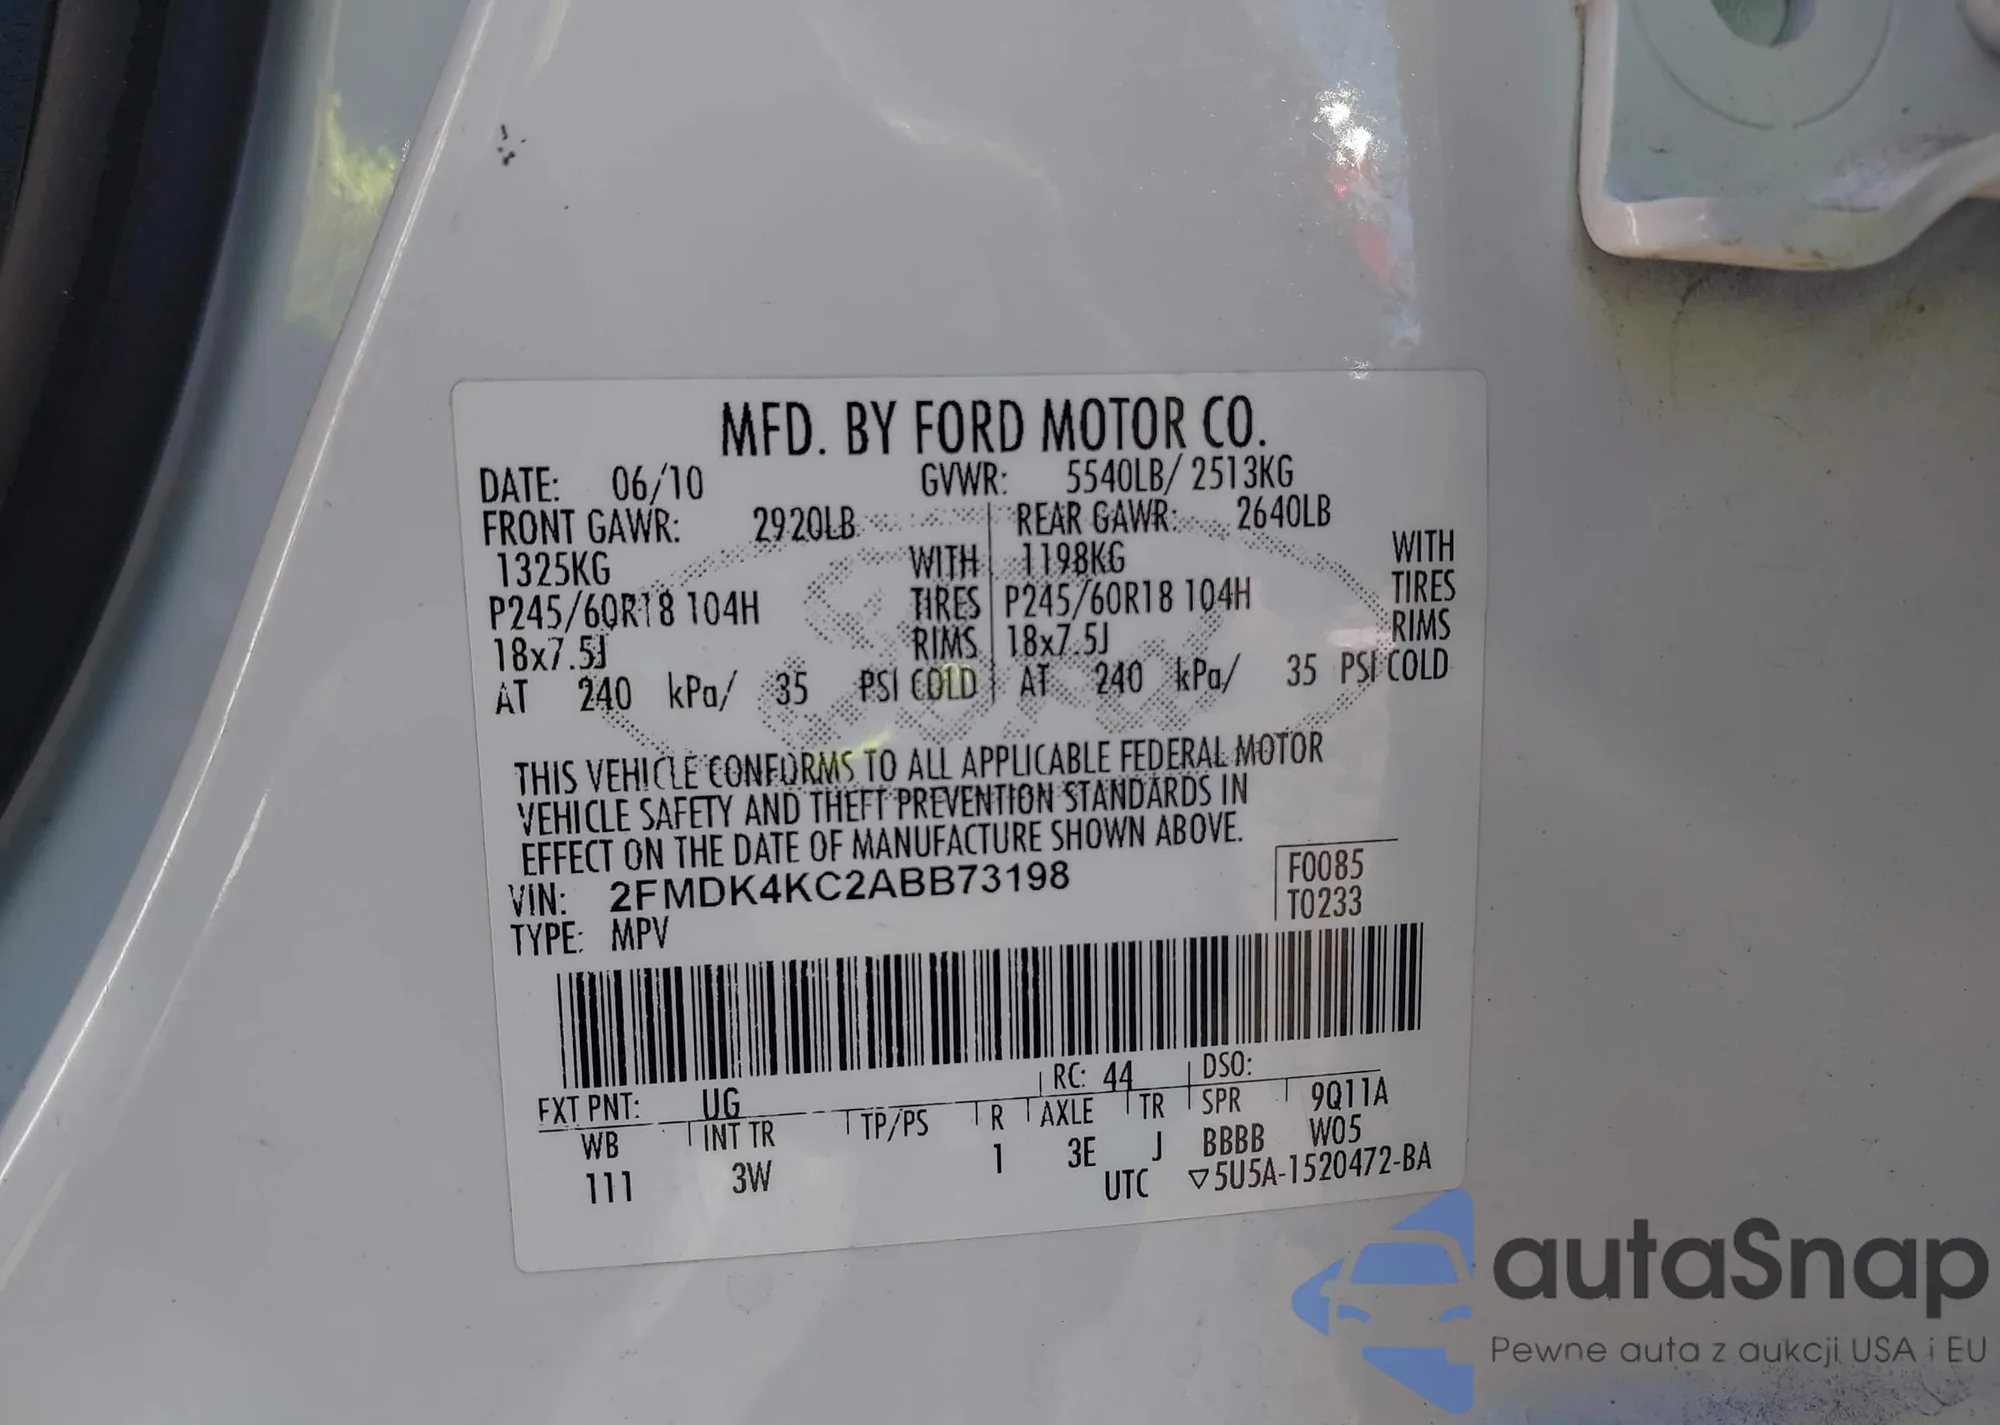 MFD. BY FORD MOTOR CO.
DATE: 06/10 GVWR: 5540LB/ 2513KG
FRONT GAWR: 2920LB REAR GAWR: 2640LB
1325KG WITH 1198KG WITH
P245/60R18 104H TIRES P245/60R18 104H TIRES
18x7.5J RIMS 18x7.5J RIMS
AT 240 kPa/ 35 PSI COLD AT 240 kPa/ 35 PSI COLD
THIS VEHICLE CONFORMS TO ALL APPLICABLE FEDERAL MOTOR
VEHICLE SAFETY AND THEFT PREVENTION STANDARDS IN
EFFECT ON THE DATE OF MANUFACTURE SHOWN ABOVE.
VIN: 2FMDK4KC2ABB73198 F0085
TYPE: MPV T0233
EXT PNT: UG RC: 44 DSO:
WB INT TR TP/PS R AXLE TR SPR 9Q11A
111 3W 1 3E J BBBB W05
UTC ▽5U5A-1520472-BA
autaSnap
Pewne auta z aukcji USA i EU